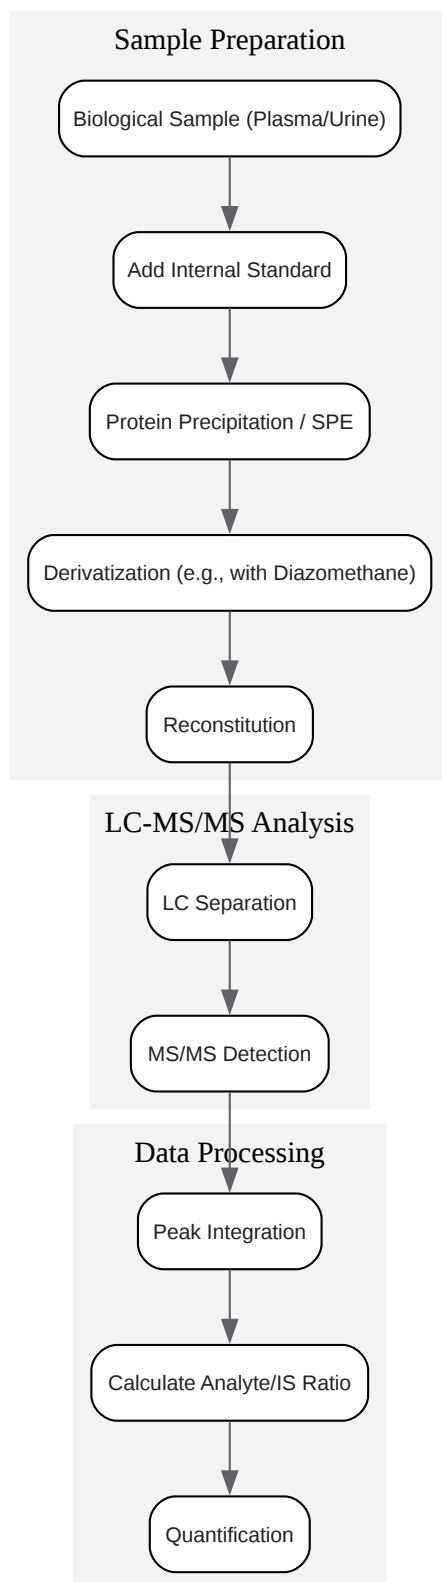 Sample Preparation
Biological Sample (Plasma/Urine)
Add Internal Standard
Protein Precipitation / SPE
Derivatization (e.g., with Diazomethane)
Reconstitution
LC-MS/MS Analysis
LC Separation
MS/MS Detection
Data Processing
Peak Integration
Calculate Analyte/IS Ratio
Quantification